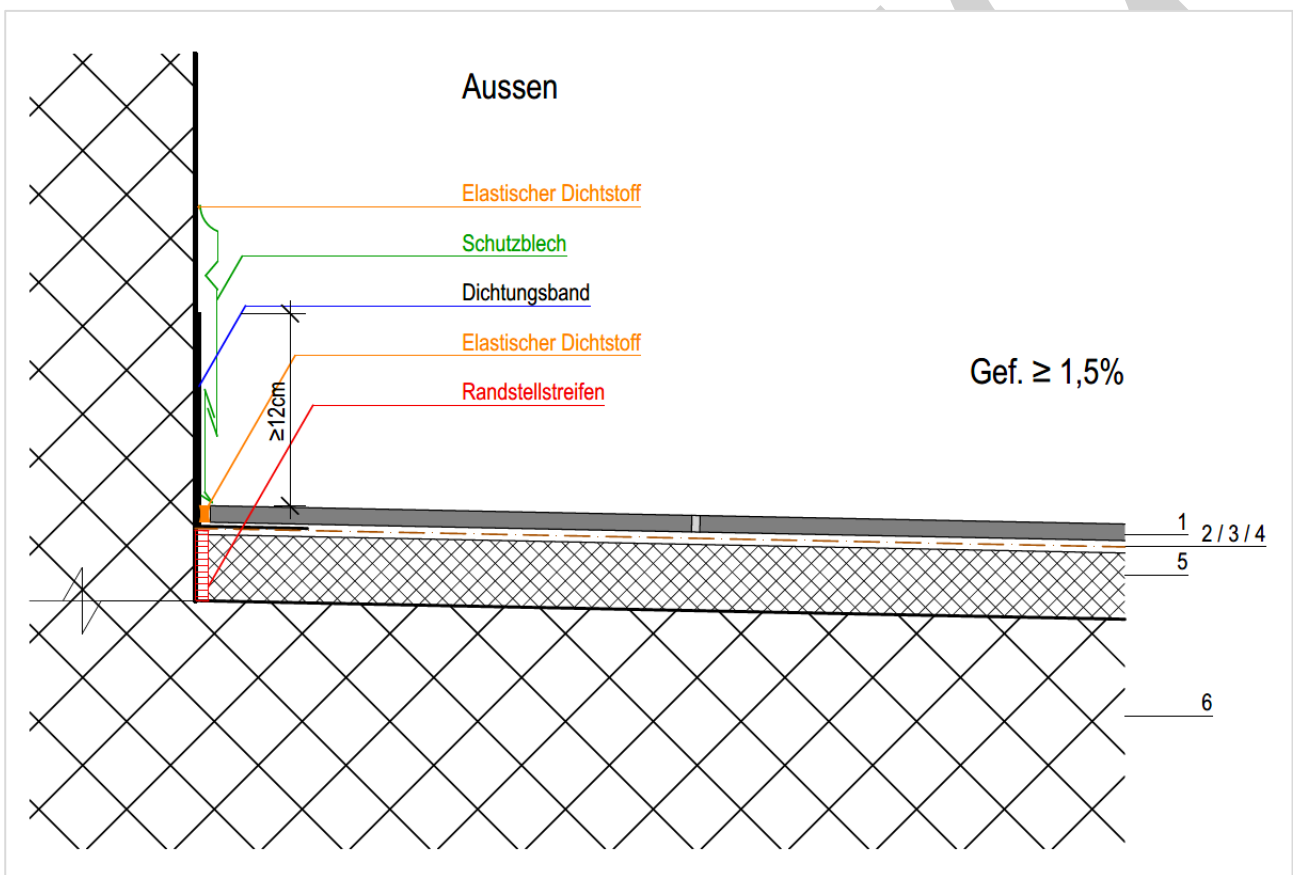 Aussen
Elastischer Dichtstoff
Schutzblech
Dichtungsband
Elastischer Dichtstoff
Gef. ≥ 1,5%
Randstellstreifen
≥12cm
1
2 / 3 / 4
5
6